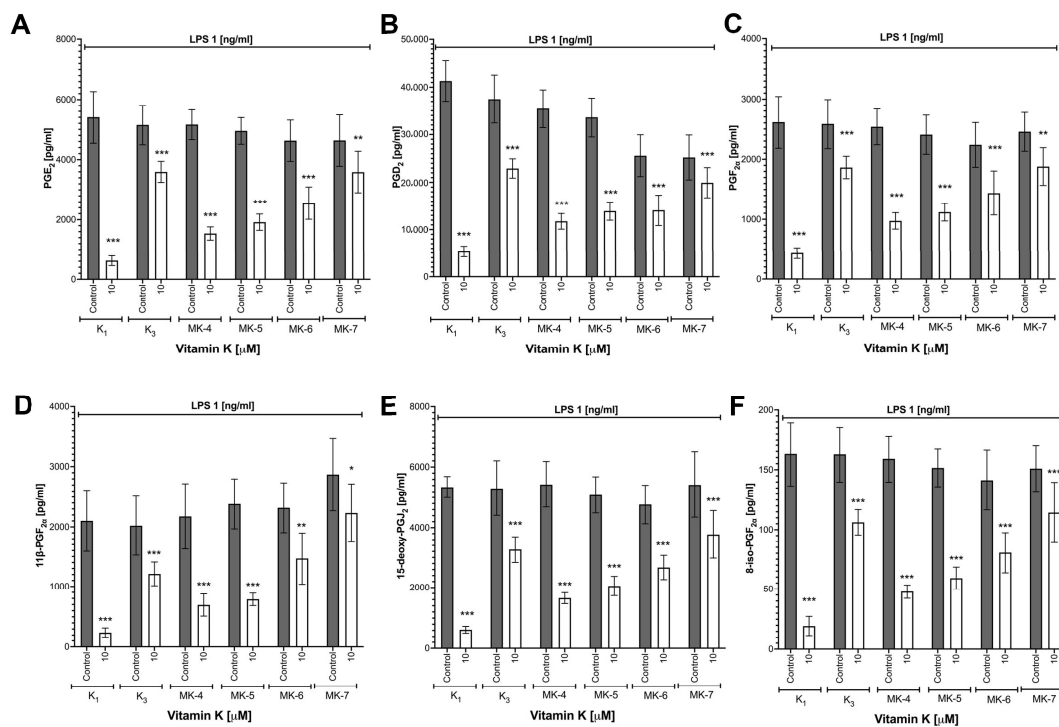 A
LPS 1 [ng/ml]
PGE2 [pg/ml]
8000
6000
4000
2000
0
***
***
***
***
***
**
Control
10
Control
10
Control
10
Control
10
Control
10
Control
10
K1
K3
MK-4
MK-5
MK-6
MK-7
Vitamin K [µM]
B
LPS 1 [ng/ml]
PGD2 [pg/ml]
50.000
40.000
30.000
20.000
10.000
0
***
***
***
***
***
***
Control
10
Control
10
Control
10
Control
10
Control
10
Control
10
K1
K3
MK-4
MK-5
MK-6
MK-7
Vitamin K [µM]
C
LPS 1 [ng/ml]
PGF2α [pg/ml]
4000
3000
2000
1000
0
***
***
***
***
***
**
Control
10
Control
10
Control
10
Control
10
Control
10
Control
10
K1
K3
MK-4
MK-5
MK-6
MK-7
Vitamin K [µM]
D
LPS 1 [ng/ml]
11β-PGF2α [pg/ml]
4000
3000
2000
1000
0
***
***
***
***
**
*
Control
10
Control
10
Control
10
Control
10
Control
10
Control
10
K1
K3
MK-4
MK-5
MK-6
MK-7
Vitamin K [µM]
E
LPS 1 [ng/ml]
15-deoxy-PGJ2 [pg/ml]
8000
6000
4000
2000
0
***
***
***
***
***
***
Control
10
Control
10
Control
10
Control
10
Control
10
Control
10
K1
K3
MK-4
MK-5
MK-6
MK-7
Vitamin K [µM]
F
LPS 1 [ng/ml]
8-iso-PGF2α [pg/ml]
200
150
100
50
0
***
***
***
***
***
***
Control
10
Control
10
Control
10
Control
10
Control
10
Control
10
K1
K3
MK-4
MK-5
MK-6
MK-7
Vitamin K [µM]